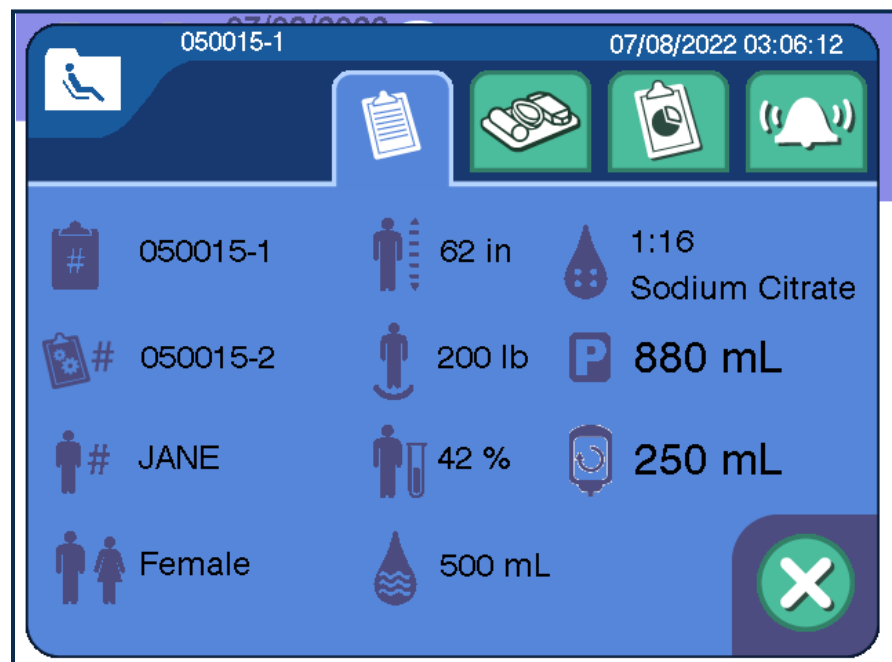 050015-1
07/08/2022 03:06:12
#
050015-1
62 in
1:16
Sodium Citrate
#
050015-2
200 lb
P
880 mL
#
JANE
42 %
250 mL
Female
500 mL